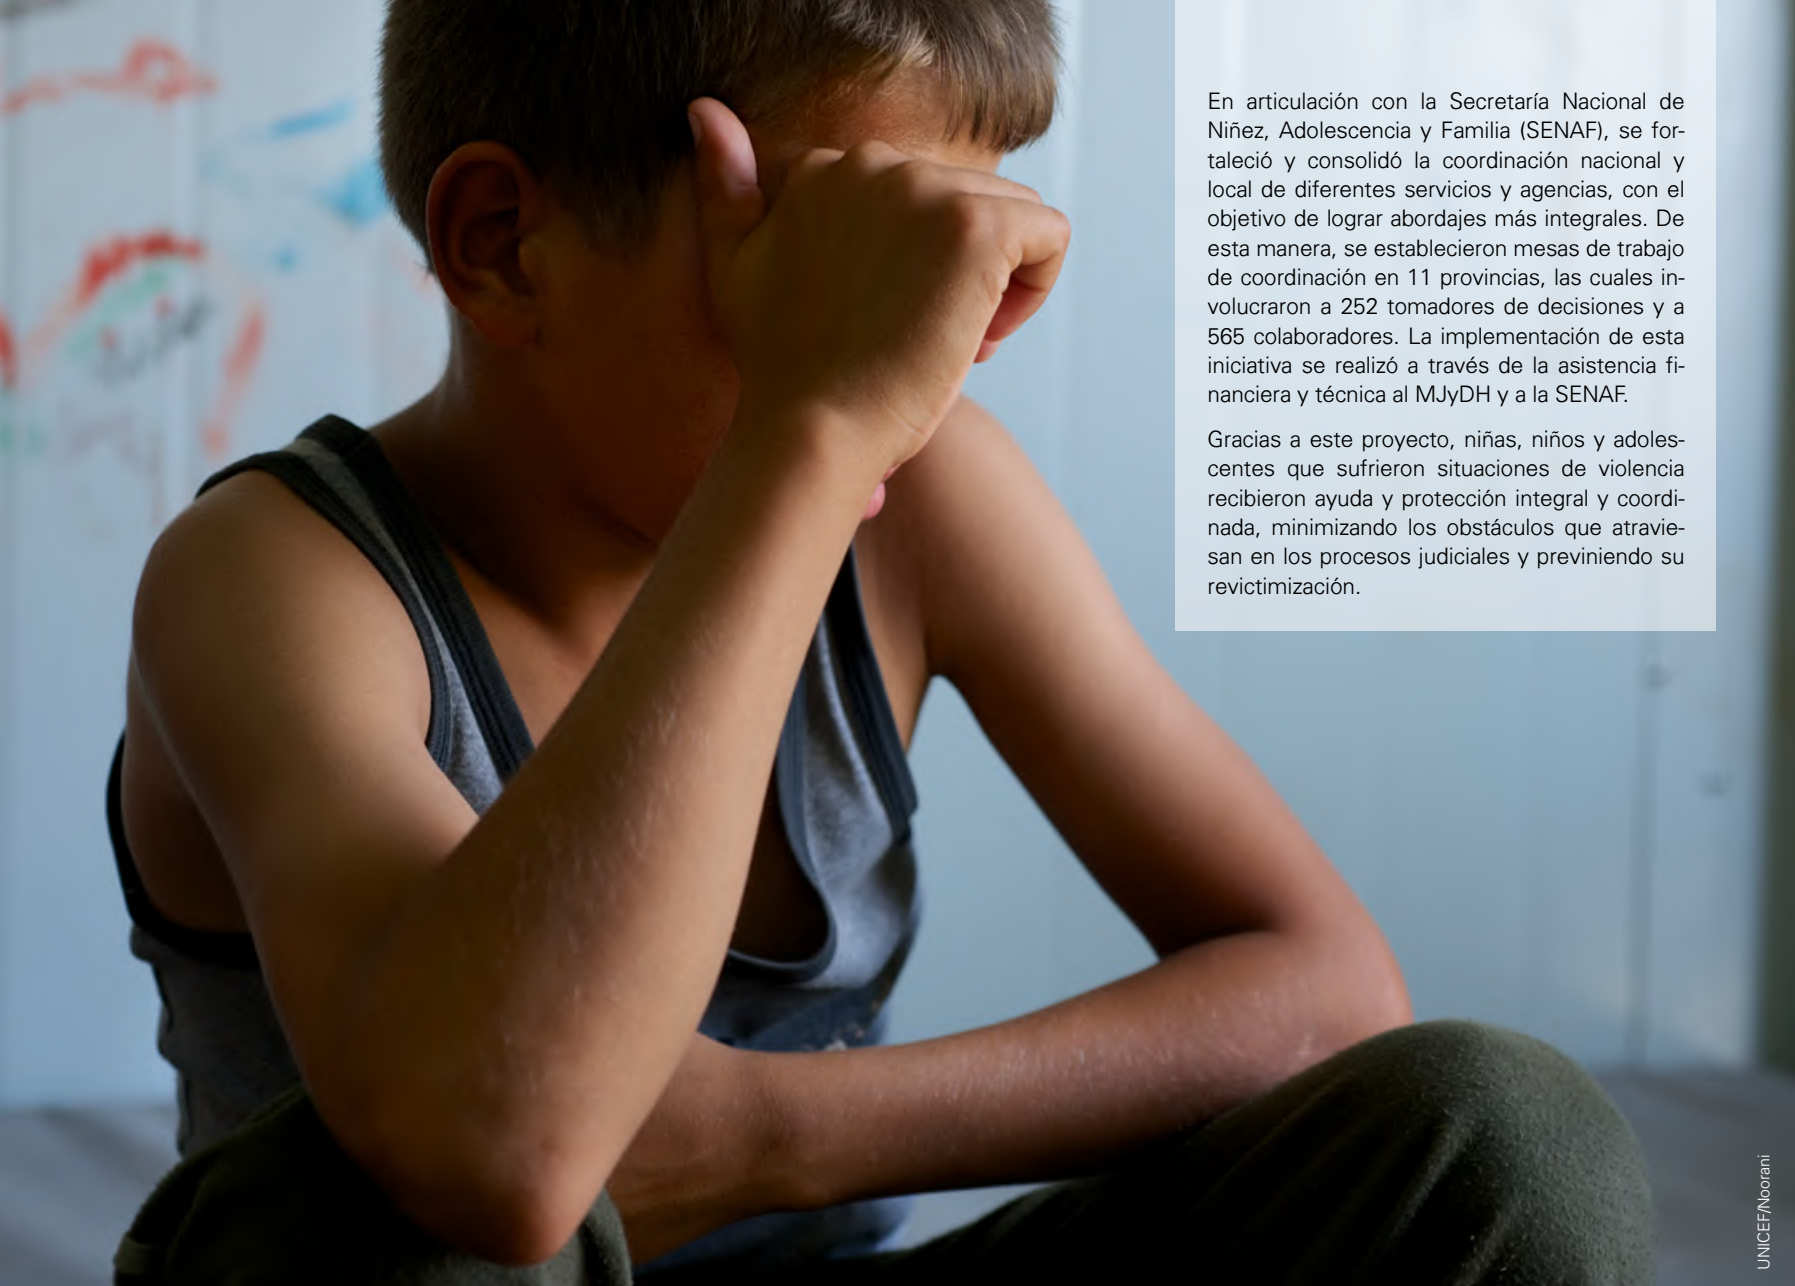 En articulación con la Secretaría Nacional de
Niñez, Adolescencia y Familia (SENAF), se for-
taleció y consolidó la coordinación nacional y
local de diferentes servicios y agencias, con el
objetivo de lograr abordajes más integrales. De
esta manera, se establecieron mesas de trabajo
de coordinación en 11 provincias, las cuales in-
volucraron a 252 tomadores de decisiones y a
565 colaboradores. La implementación de esta
iniciativa se realizó a través de la asistencia fi-
nanciera y técnica al MJyDH y a la SENAF.
Gracias a este proyecto, niñas, niños y adoles-
centes que sufrieron situaciones de violencia
recibieron ayuda y protección integral y coordi-
nada, minimizando los obstáculos que atravie-
san en los procesos judiciales y previniendo su
revictimización.
UNICEF/Noorani